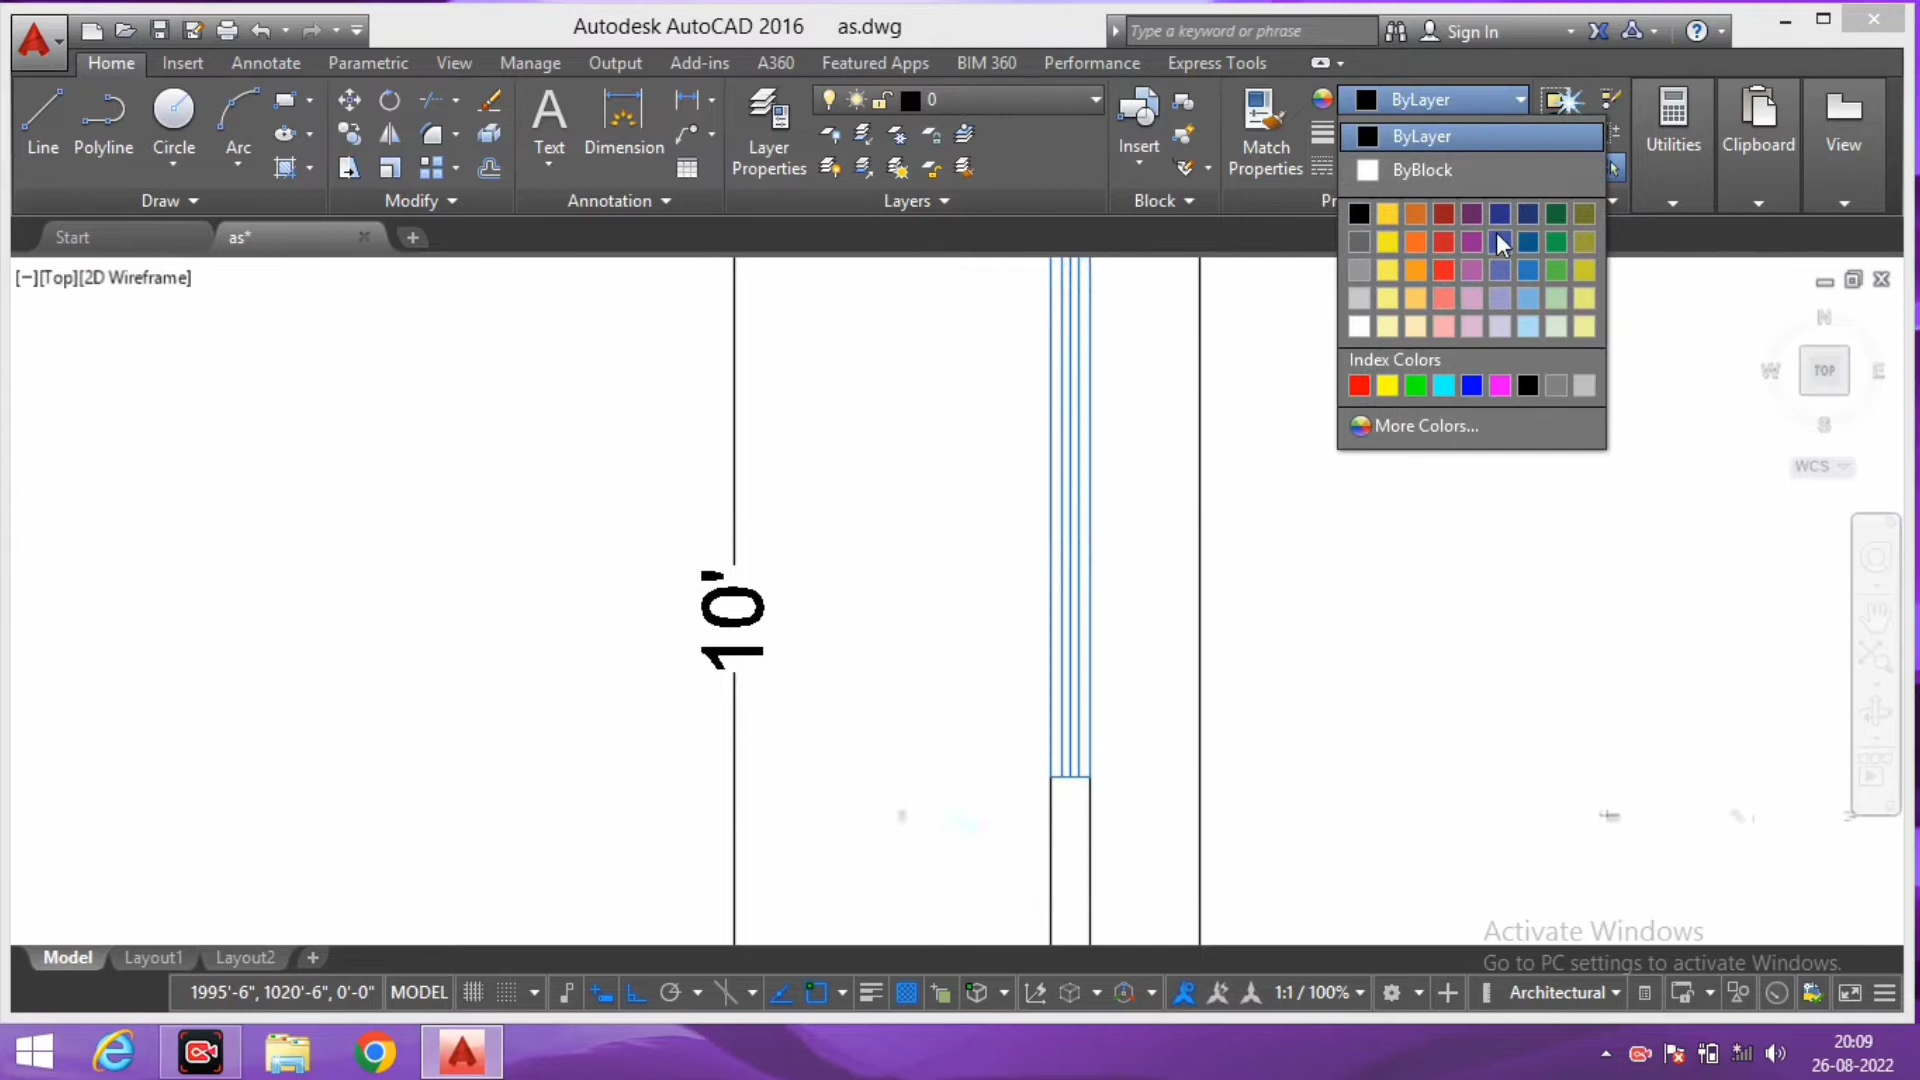 Autodesk AutoCAD 2016 as.dwg
Type a keyword or phrase
Sign In
Home Insert Annotate Parametric View Manage Output Add-ins A360 Featured Apps BIM 360 Performance Express Tools
0
ByLayer
Line Polyline Circle Arc
Text Dimension
Layer Properties
Insert
Match Properties
Utilities Clipboard View
Draw Modify Annotation Layers Block
ByLayer
ByBlock
Index Colors
More Colors...
Start as*
[−][Top][2D Wireframe]
N
W TOP E
S
WCS
10'
Activate Windows
Go to PC settings to activate Windows.
Model Layout1 Layout2
1995'-6", 1020'-6", 0'-0" MODEL 1:1 / 100% Architectural
20:09
26-08-2022